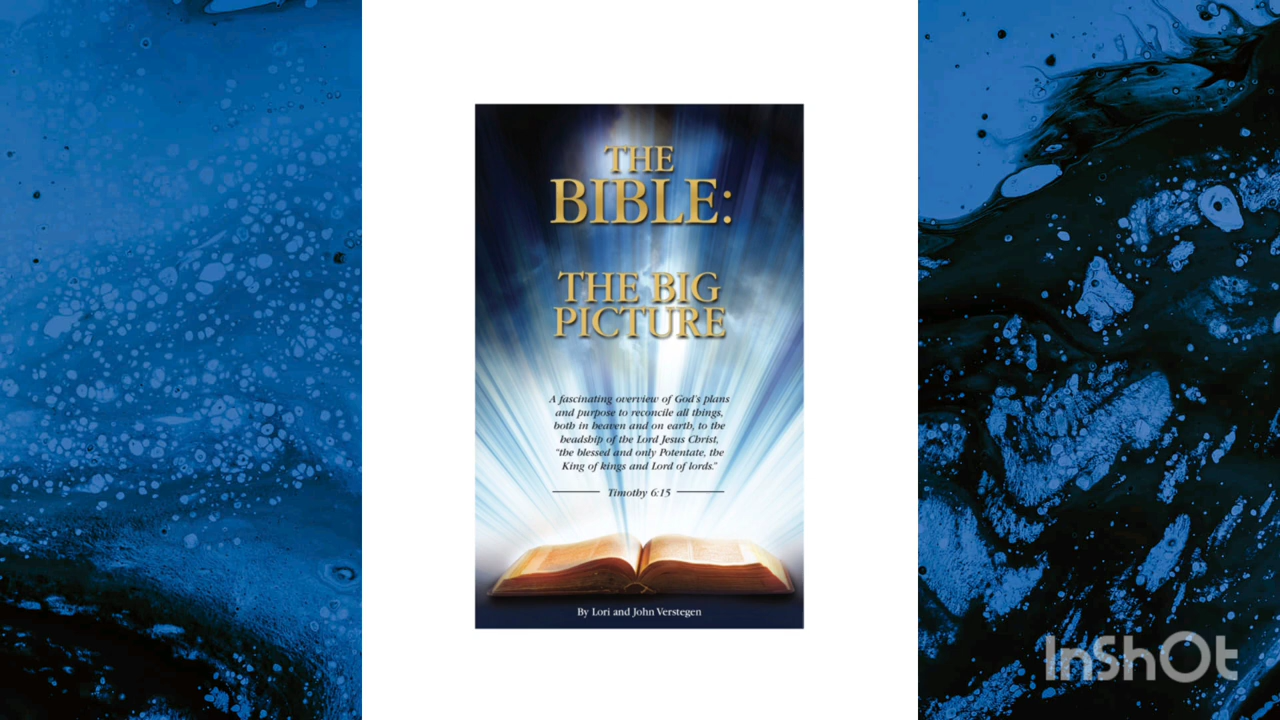 THE
BIBLE:
THE BIG
PICTURE
A fascinating overview of God's plans
and purpose to reconcile all things,
both in heaven and on earth, to the
headship of the Lord Jesus Christ,
"the blessed and only Potentate, the
King of kings and Lord of lords."
Timothy 6:15
By Lori and John Verstegen
InShOt